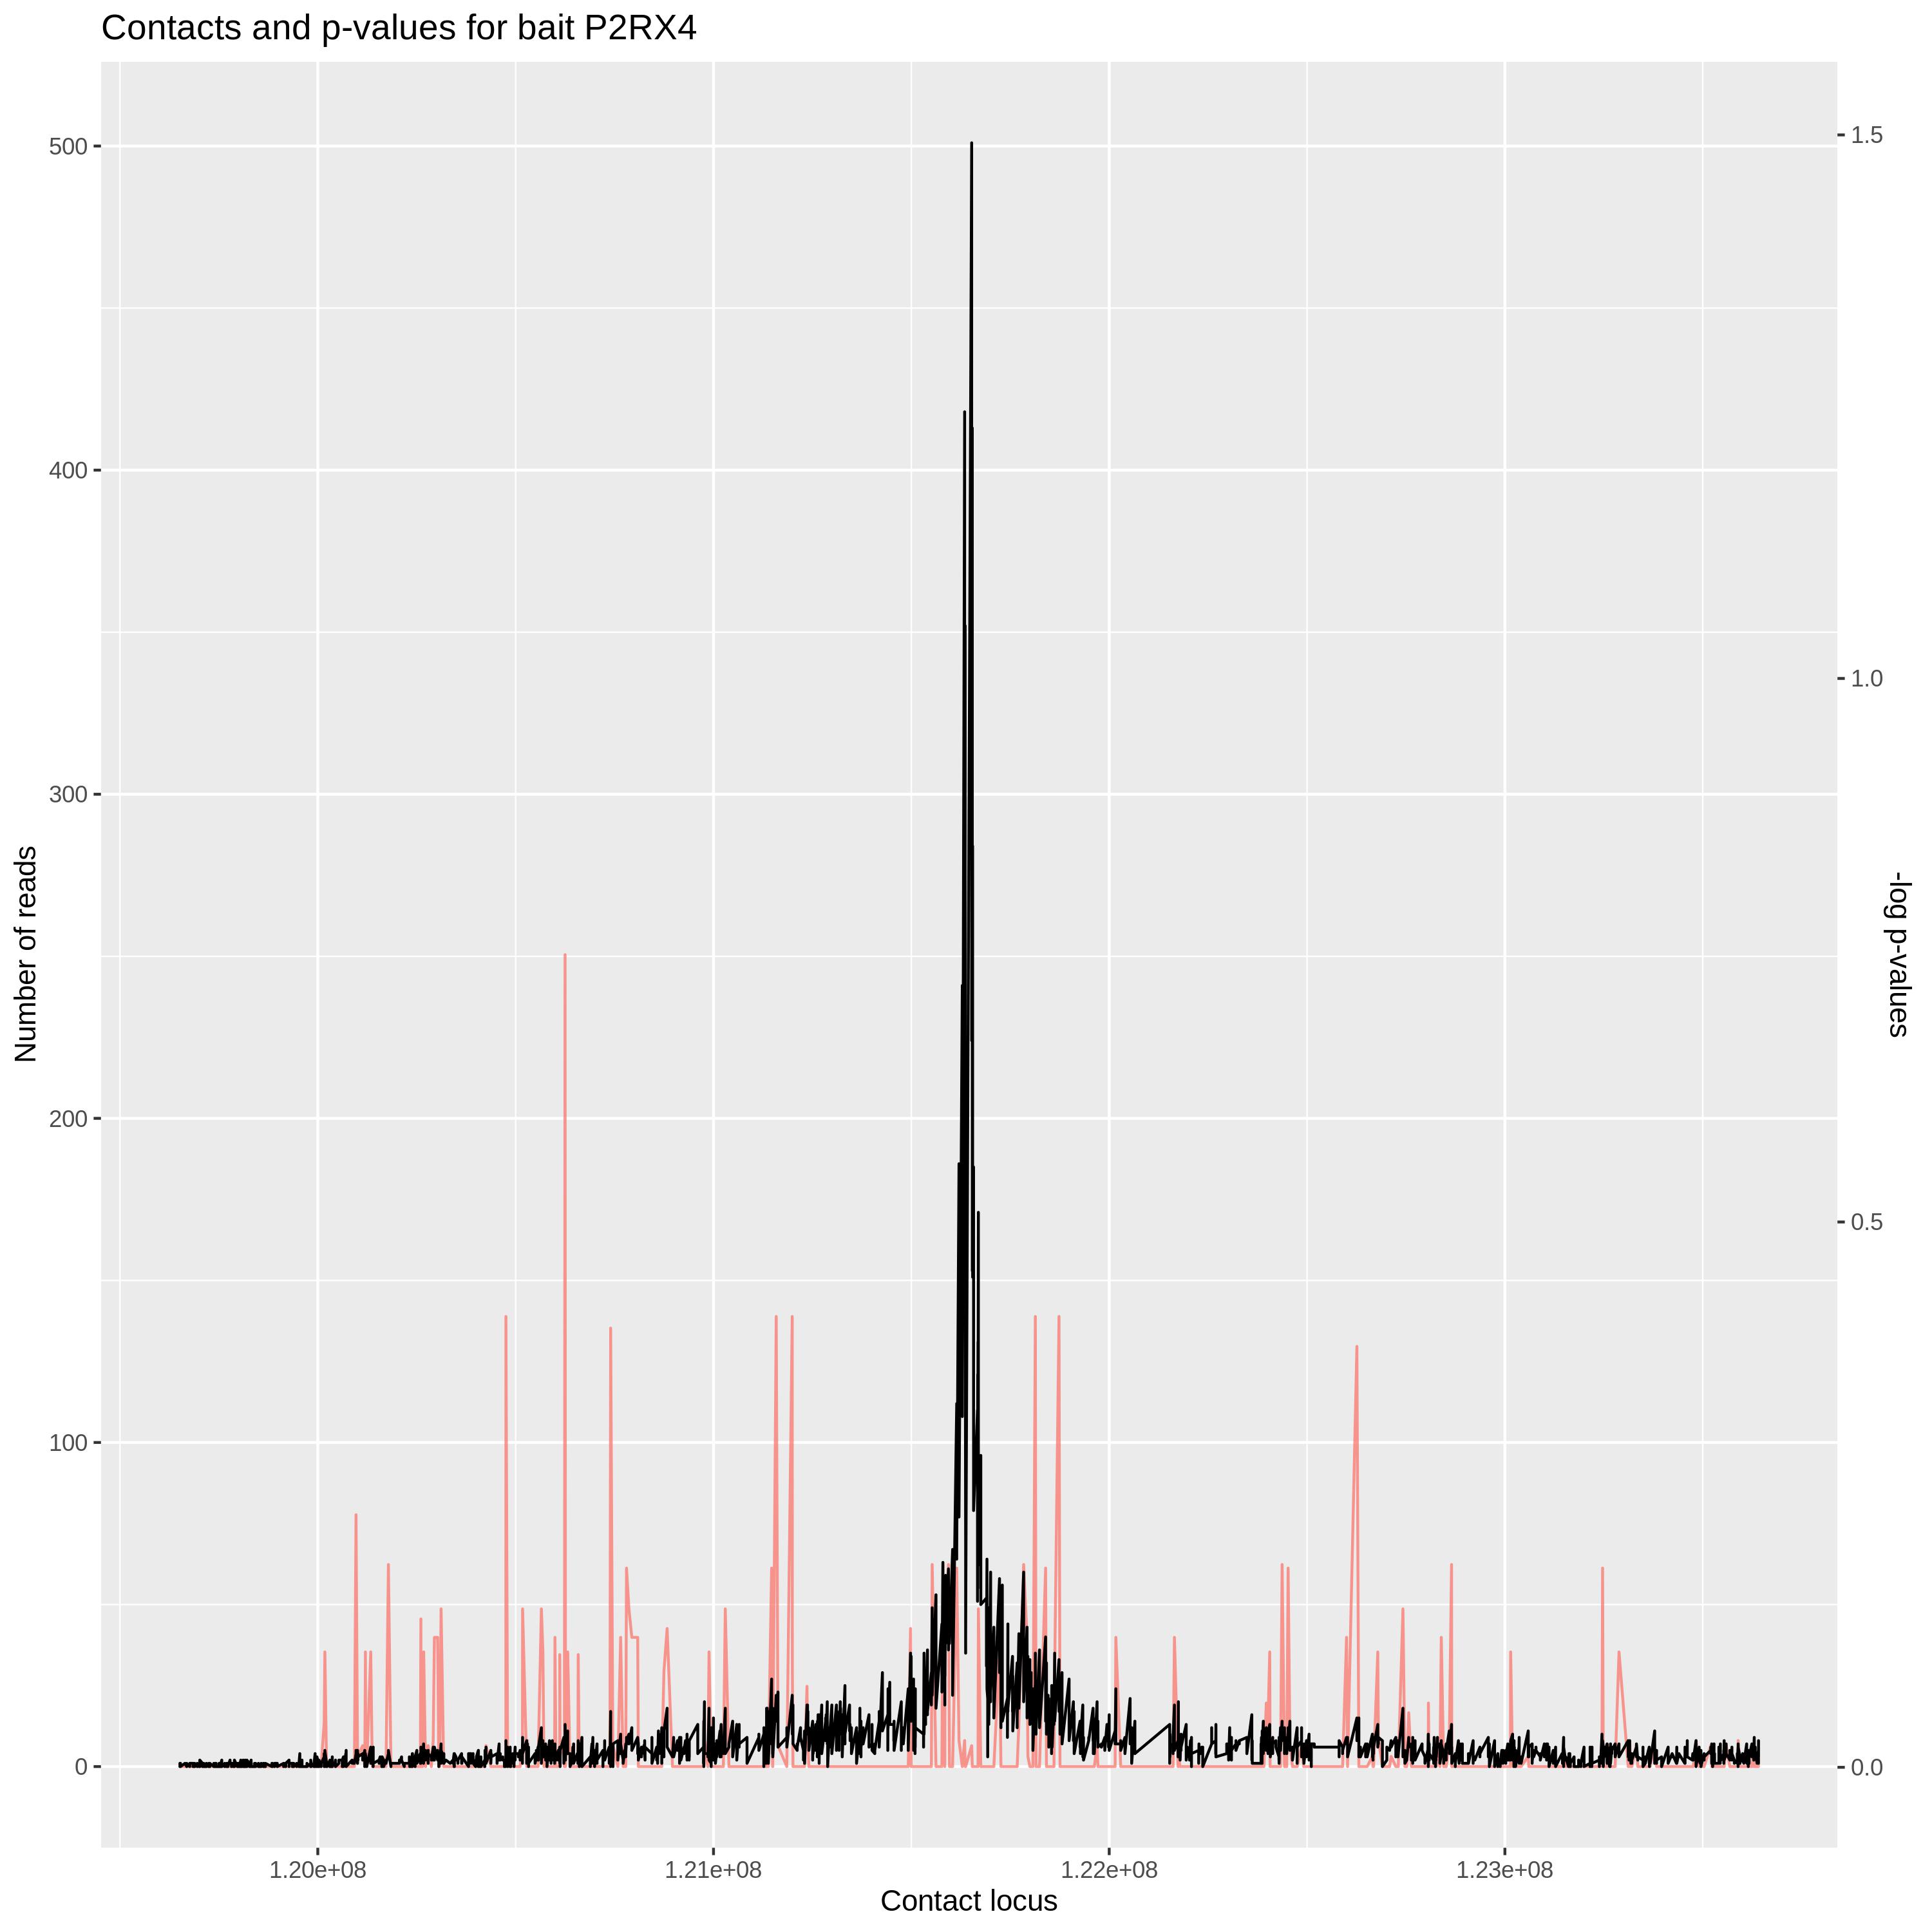 Contacts and p-values for bait P2RX4
500
400
300
200
100
0
Number of reads
1.5
1.0
0.5
0.0
-log p-values
1.20e+08
1.21e+08
1.22e+08
1.23e+08
Contact locus